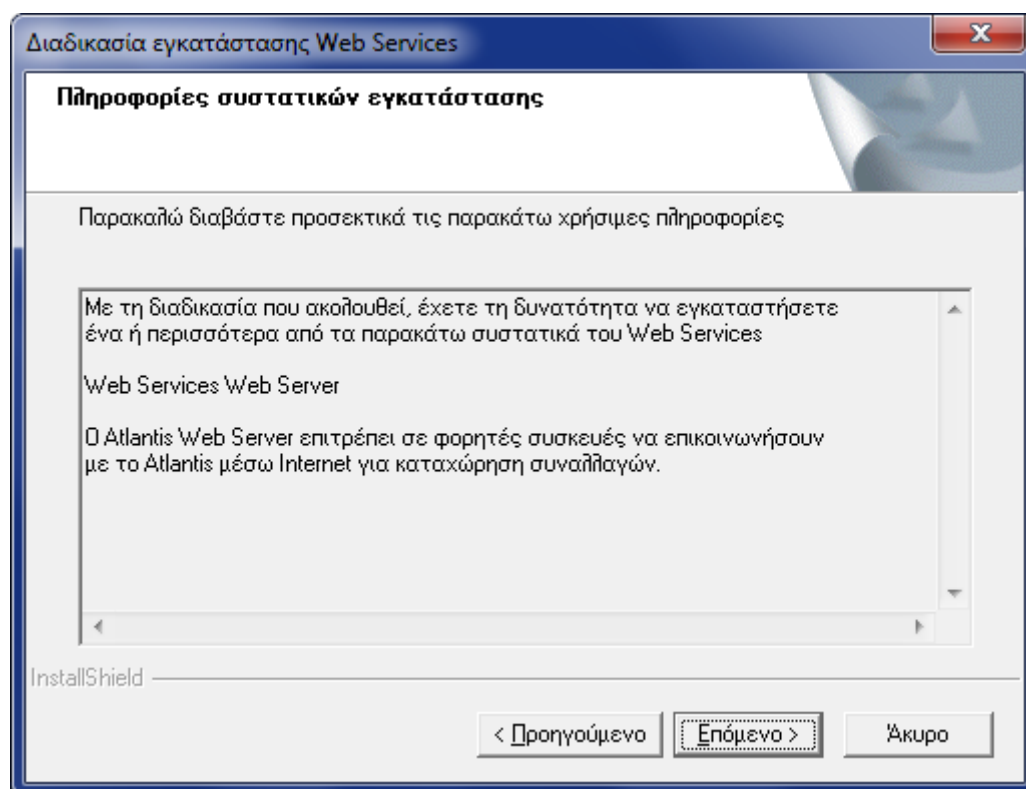 Διαδικασία εγκατάστασης Web Services
Πληροφορίες συστατικών εγκατάστασης
Παρακαλώ διαβάστε προσεκτικά τις παρακάτω χρήσιμες πληροφορίες
Με τη διαδικασία που ακολουθεί, έχετε τη δυνατότητα να εγκαταστήσετε
ένα ή περισσότερα από τα παρακάτω συστατικά του Web Services
Web Services Web Server
Ο Atlantis Web Server επιτρέπει σε φορητές συσκευές να επικοινωνήσουν
με το Atlantis μέσω Internet για καταχώρηση συναλλαγών.
InstallShield
< Προηγούμενο
Επόμενο >
Άκυρο